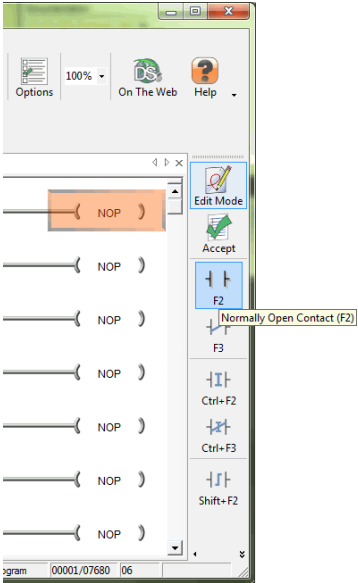 100%
Options
On The Web
Help
NOP
Edit Mode
NOP
Accept
NOP
F2
Normally Open Contact (F2)
NOP
F3
NOP
Ctrl+F2
NOP
Ctrl+F3
NOP
Shift+F2
ogram 00001/07680 06